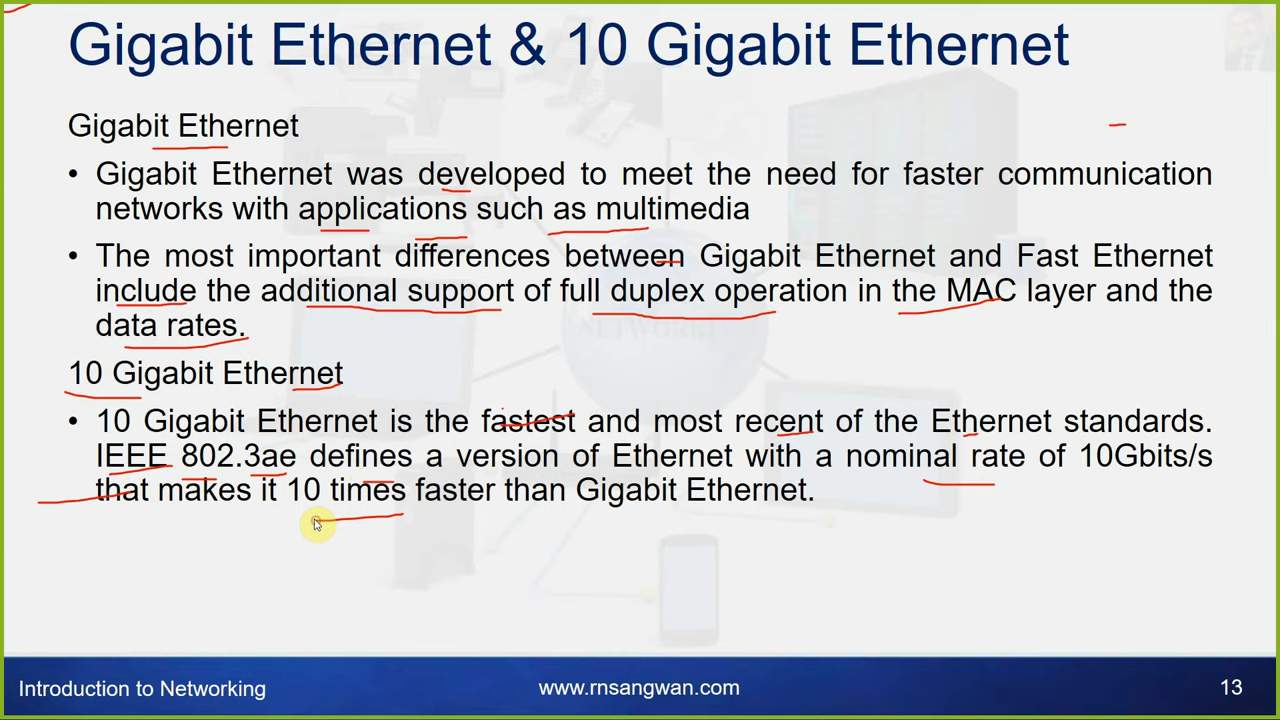 Gigabit Ethernet & 10 Gigabit Ethernet
Gigabit Ethernet
• Gigabit Ethernet was developed to meet the need for faster communication
networks with applications such as multimedia
• The most important differences between Gigabit Ethernet and Fast Ethernet
include the additional support of full duplex operation in the MAC layer and the
data rates.
10 Gigabit Ethernet
• 10 Gigabit Ethernet is the fastest and most recent of the Ethernet standards.
IEEE 802.3ae defines a version of Ethernet with a nominal rate of 10Gbits/s
that makes it 10 times faster than Gigabit Ethernet.
Introduction to Networking
www.rnsangwan.com
13